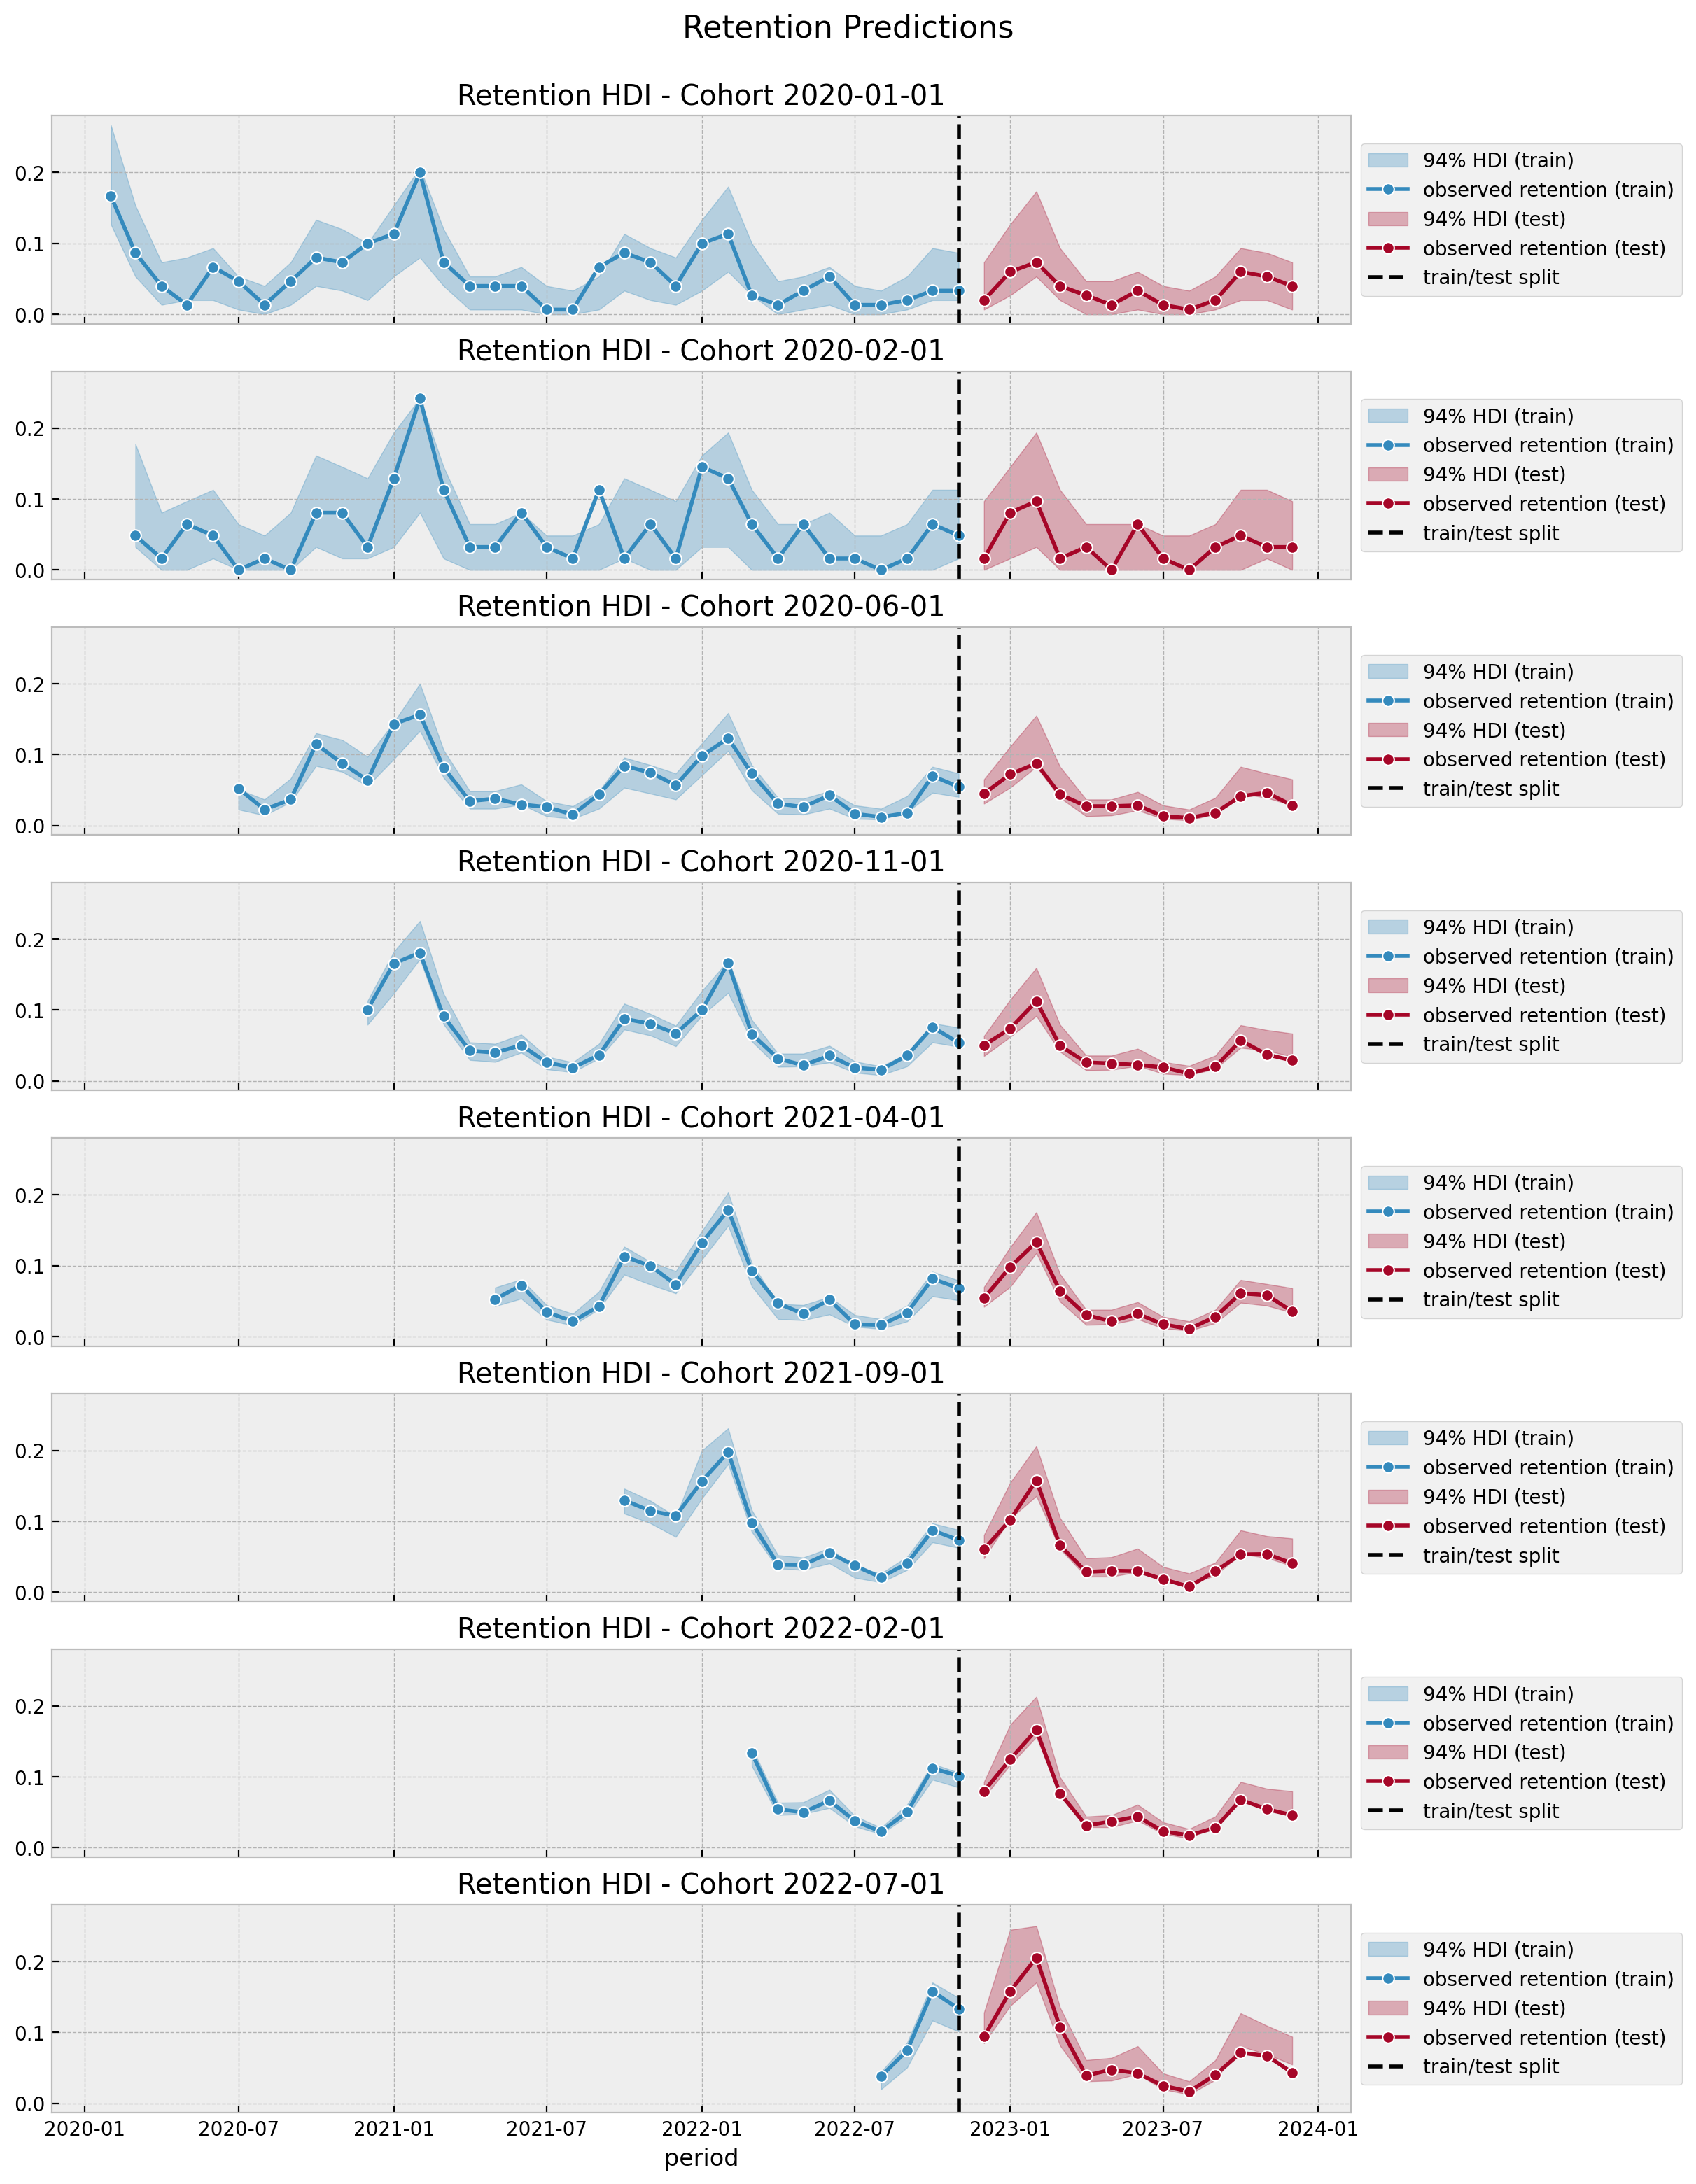 Retention Predictions
Retention HDI - Cohort 2020-01-01
0.2
0.1
0.0
94% HDI (train)
observed retention (train)
94% HDI (test)
observed retention (test)
train/test split
Retention HDI - Cohort 2020-02-01
0.2
0.1
0.0
94% HDI (train)
observed retention (train)
94% HDI (test)
observed retention (test)
train/test split
Retention HDI - Cohort 2020-06-01
0.2
0.1
0.0
94% HDI (train)
observed retention (train)
94% HDI (test)
observed retention (test)
train/test split
Retention HDI - Cohort 2020-11-01
0.2
0.1
0.0
94% HDI (train)
observed retention (train)
94% HDI (test)
observed retention (test)
train/test split
Retention HDI - Cohort 2021-04-01
0.2
0.1
0.0
94% HDI (train)
observed retention (train)
94% HDI (test)
observed retention (test)
train/test split
Retention HDI - Cohort 2021-09-01
0.2
0.1
0.0
94% HDI (train)
observed retention (train)
94% HDI (test)
observed retention (test)
train/test split
Retention HDI - Cohort 2022-02-01
0.2
0.1
0.0
94% HDI (train)
observed retention (train)
94% HDI (test)
observed retention (test)
train/test split
Retention HDI - Cohort 2022-07-01
0.2
0.1
0.0
94% HDI (train)
observed retention (train)
94% HDI (test)
observed retention (test)
train/test split
2020-01 2020-07 2021-01 2021-07 2022-01 2022-07 2023-01 2023-07 2024-01
period